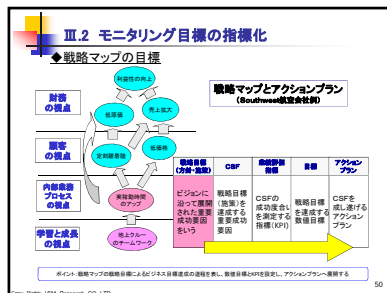 Ⅲ.2 モニタリング目標の指標化
◆戦略マップの目標
利益性の向上
財務
の視点
低原価
売上拡大
戦略マップとアクションプラン
(Southwest航空会社例)
顧客
の視点
定刻離着陸
低価格
内部業務
プロセス
の視点
実稼動時間
のアップ
学習と成長
の視点
地上クルー
のチームワーク
戦略目標
(方針・施策)
CSF
業績評価
指標
目標
アクション
プラン
ビジョンに
沿って展開
された重要
成功要因
をいう
戦略目標
(施策)を
達成する
重要成功
要因
CSFの
成功度合い
を測定する
指標(KPI)
戦略目標
を達成する
数値目標
CSFを
成し遂げる
アクション
プラン
ポイント:戦略マップの戦略目標によるビジネス目標達成の道程を表し、数値目標とKPIを設定し、アクションプランへ展開する
50